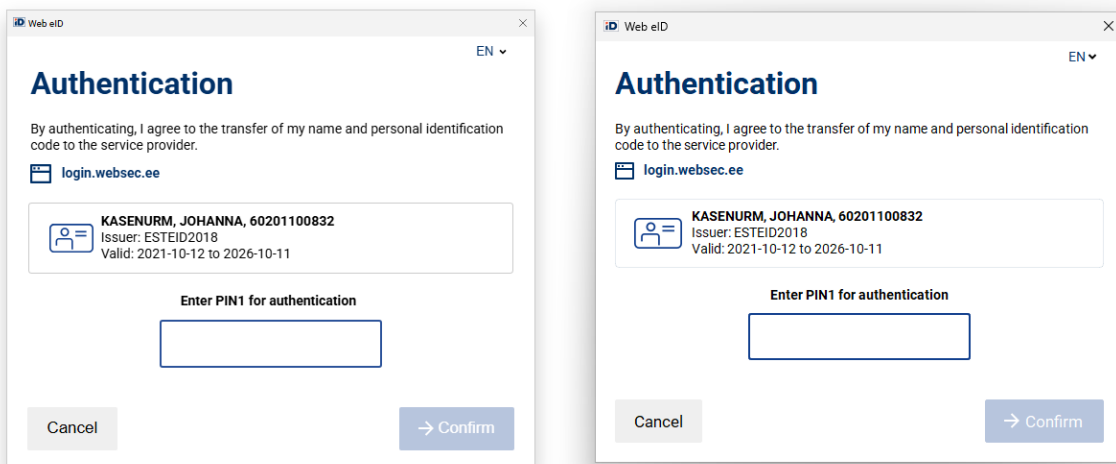 iD Web eID
EN
Authentication
By authenticating, I agree to the transfer of my name and personal identification
code to the service provider.
login.websec.ee
KASENURM, JOHANNA, 60201100832
Issuer: ESTEID2018
Valid: 2021-10-12 to 2026-10-11
Enter PIN1 for authentication
Cancel
Confirm
iD Web eID
EN
Authentication
By authenticating, I agree to the transfer of my name and personal identification
code to the service provider.
login.websec.ee
KASENURM, JOHANNA, 60201100832
Issuer: ESTEID2018
Valid: 2021-10-12 to 2026-10-11
Enter PIN1 for authentication
Cancel
Confirm